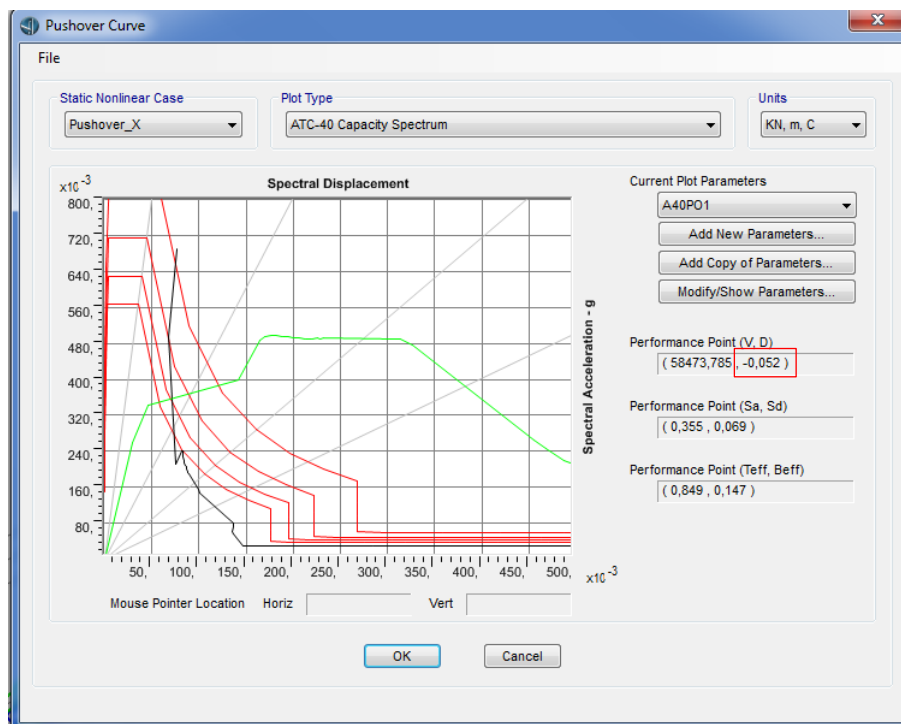 Pushover Curve
File
Static Nonlinear Case
Plot Type
Units
Pushover_X
ATC-40 Capacity Spectrum
KN, m, C
x10 -3
Spectral Displacement
800,
720,
640,
560,
480,
400,
320,
240,
160,
80,
50, 100, 150, 200, 250, 300, 350, 400, 450, 500,
x10 -3
Spectral Acceleration - g
Mouse Pointer Location Horiz Vert
Current Plot Parameters
A40PO1
Add New Parameters...
Add Copy of Parameters...
Modify/Show Parameters...
Performance Point (V, D)
( 58473,785 , -0,052 )
Performance Point (Sa, Sd)
( 0,355 , 0,069 )
Performance Point (Teff, Beff)
( 0,849 , 0,147 )
OK
Cancel